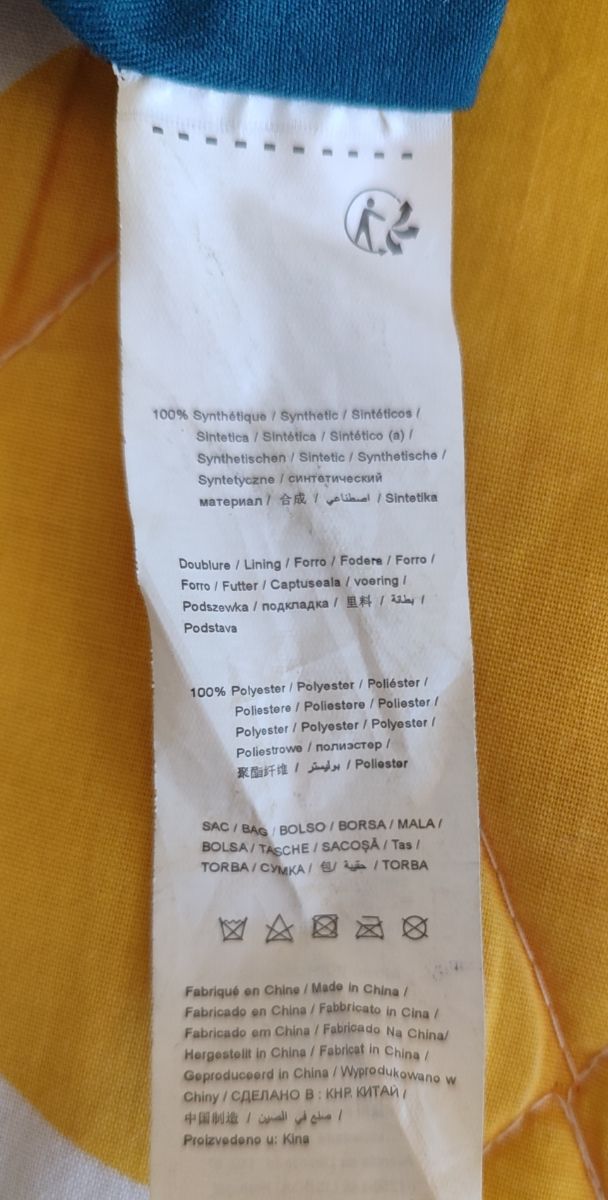 100% Synthétique / Synthetic / Sintéticos /
Sintetica / Sintética / Sintético (a) /
Synthetischen / Sintetic / Synthetische /
Syntetyczne / синтетический
материал / 合成 / اصطناعي / Sintetika
Doublure / Lining / Forro / Fodera / Forro /
Forro / Futter / Captuseala / voering /
Podszewka / подкладка / 里料 / بطانة /
Podstava
100% Polyester / Polyester / Poliéster /
Poliestere / Poliestere / Poliester /
Polyester / Polyester / Polyester /
Poliestrowe / полиэстер /
聚酯纤维 / بوليستر / Poliester
SAC / BAG / BOLSO / BORSA / MALA /
BOLSA / TASCHE / SACOȘĂ / Tas /
TORBA / СУМКА / 包/ حقيبة / TORBA
Fabriqué en Chine / Made in China /
Fabricado en China / Fabbricato in Cina /
Fabricado em China / Fabricado Na China/
Hergestellt in China / Fabricat in China /
Geproduceerd in China / Wyprodukowano w
Chiny / СДЕЛАНО В : КНР. КИТАЙ /
中国制造 / صنع في الصين /
Proizvedeno u: Kina